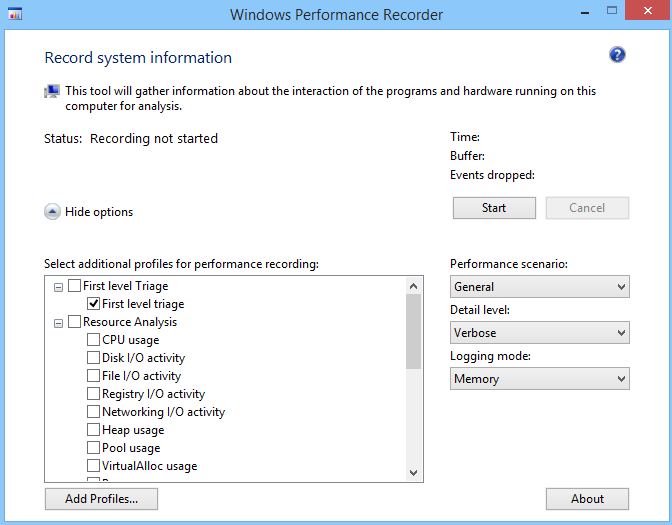 Windows Performance Recorder
Record system information
?
This tool will gather information about the interaction of the programs and hardware running on this
computer for analysis.
Status: Recording not started
Time:
Buffer:
Events dropped:
Hide options
Start
Cancel
Select additional profiles for performance recording:
First level Triage
First level triage
Resource Analysis
CPU usage
Disk I/O activity
File I/O activity
Registry I/O activity
Networking I/O activity
Heap usage
Pool usage
VirtualAlloc usage
Performance scenario:
General
Detail level:
Verbose
Logging mode:
Memory
Add Profiles...
About